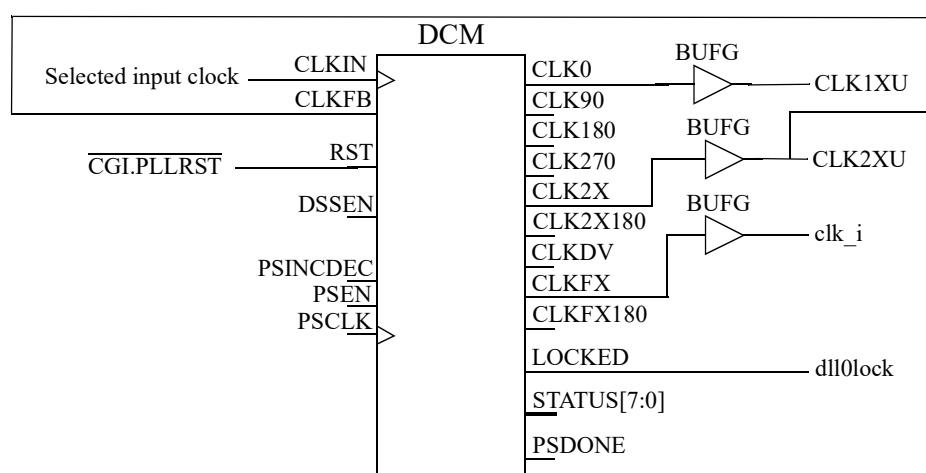 DCM
BUFG
Selected input clock
CLKIN
CLK0
CLK1XU
CLKFB
CLK90
CLK180
BUFG
CGI.PLLRST
RST
CLK270
CLK2XU
CLK2X
DSSEN
BUFG
CLK2X180
clk_i
CLKDV
PSINCDEC
CLKFX
PSEN
PSCLK
CLKFX180
LOCKED
dll0lock
STATUS[7:0]
PSDONE